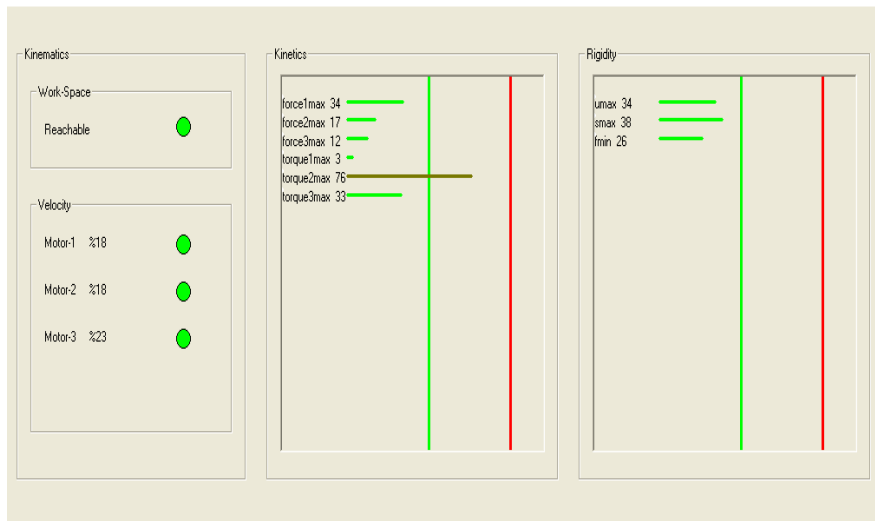 Kinematics
Work-Space
Reachable
Velocity
Motor-1 %18
Motor-2 %18
Motor-3 %23
Kinetics
force1max 34
force2max 17
force3max 12
torque1max 3
torque2max 76
torque3max 33
Rigidity
umax 34
smax 38
fmin 26